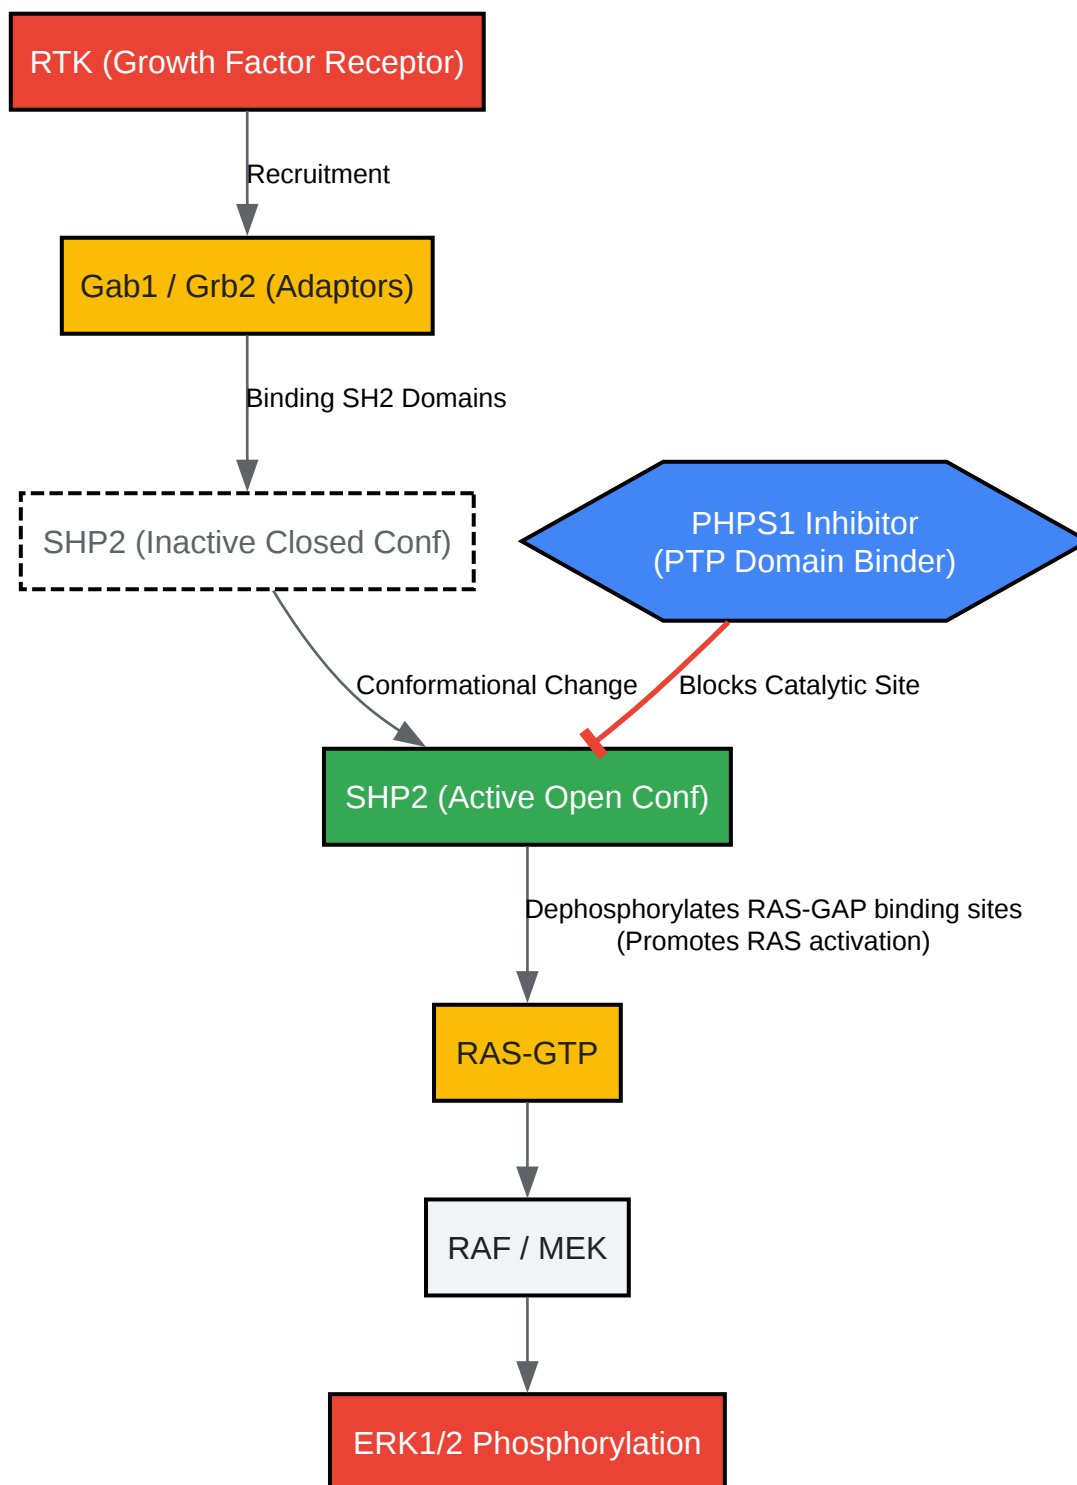 RTK (Growth Factor Receptor)
Recruitment
Gab1 / Grb2 (Adaptors)
Binding SH2 Domains
SHP2 (Inactive Closed Conf)
PHPS1 Inhibitor
(PTP Domain Binder)
Conformational Change
Blocks Catalytic Site
SHP2 (Active Open Conf)
Dephosphorylates RAS-GAP binding sites
(Promotes RAS activation)
RAS-GTP
RAF / MEK
ERK1/2 Phosphorylation